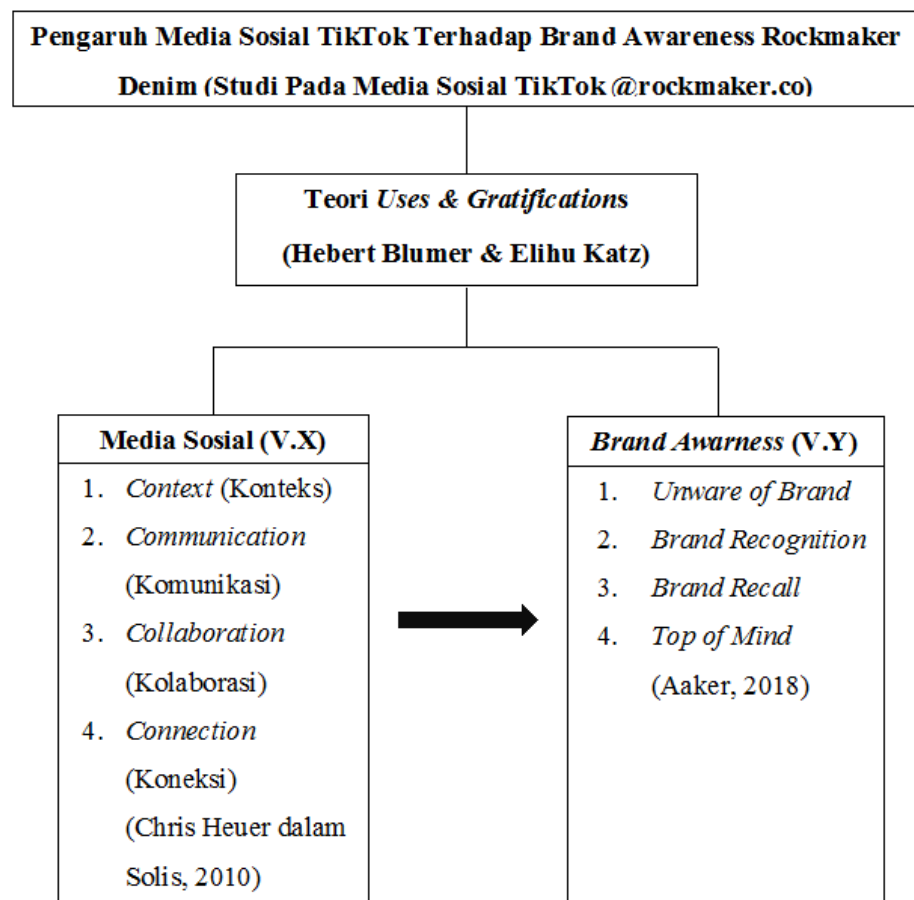 Pengaruh Media Sosial TikTok Terhadap Brand Awareness Rockmaker
Denim (Studi Pada Media Sosial TikTok @rockmaker.co)
Teori Uses & Gratifications
(Hebert Blumer & Elihu Katz)
Media Sosial (V.X)
1. Context (Konteks)
2. Communication
(Komunikasi)
3. Collaboration
(Kolaborasi)
4. Connection
(Koneksi)
(Chris Heuer dalam
Solis, 2010)
Brand Awarness (V.Y)
1. Unware of Brand
2. Brand Recognition
3. Brand Recall
4. Top of Mind
(Aaker, 2018)